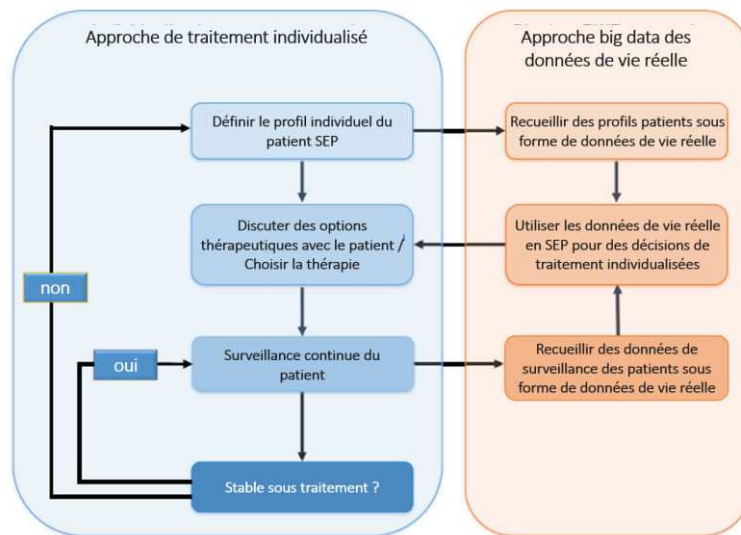 Approche de traitement individualisé
Approche big data des
données de vie réelle
Définir le profil individuel du
patient SEP
Recueillir des profils patients sous
forme de données de vie réelle
Discuter des options
thérapeutiques avec le patient /
Choisir la thérapie
Utiliser les données de vie réelle
en SEP pour des décisions de
traitement individualisées
non
oui
Surveillance continue du
patient
Recueillir des données de
surveillance des patients sous
forme de données de vie réelle
Stable sous traitement ?